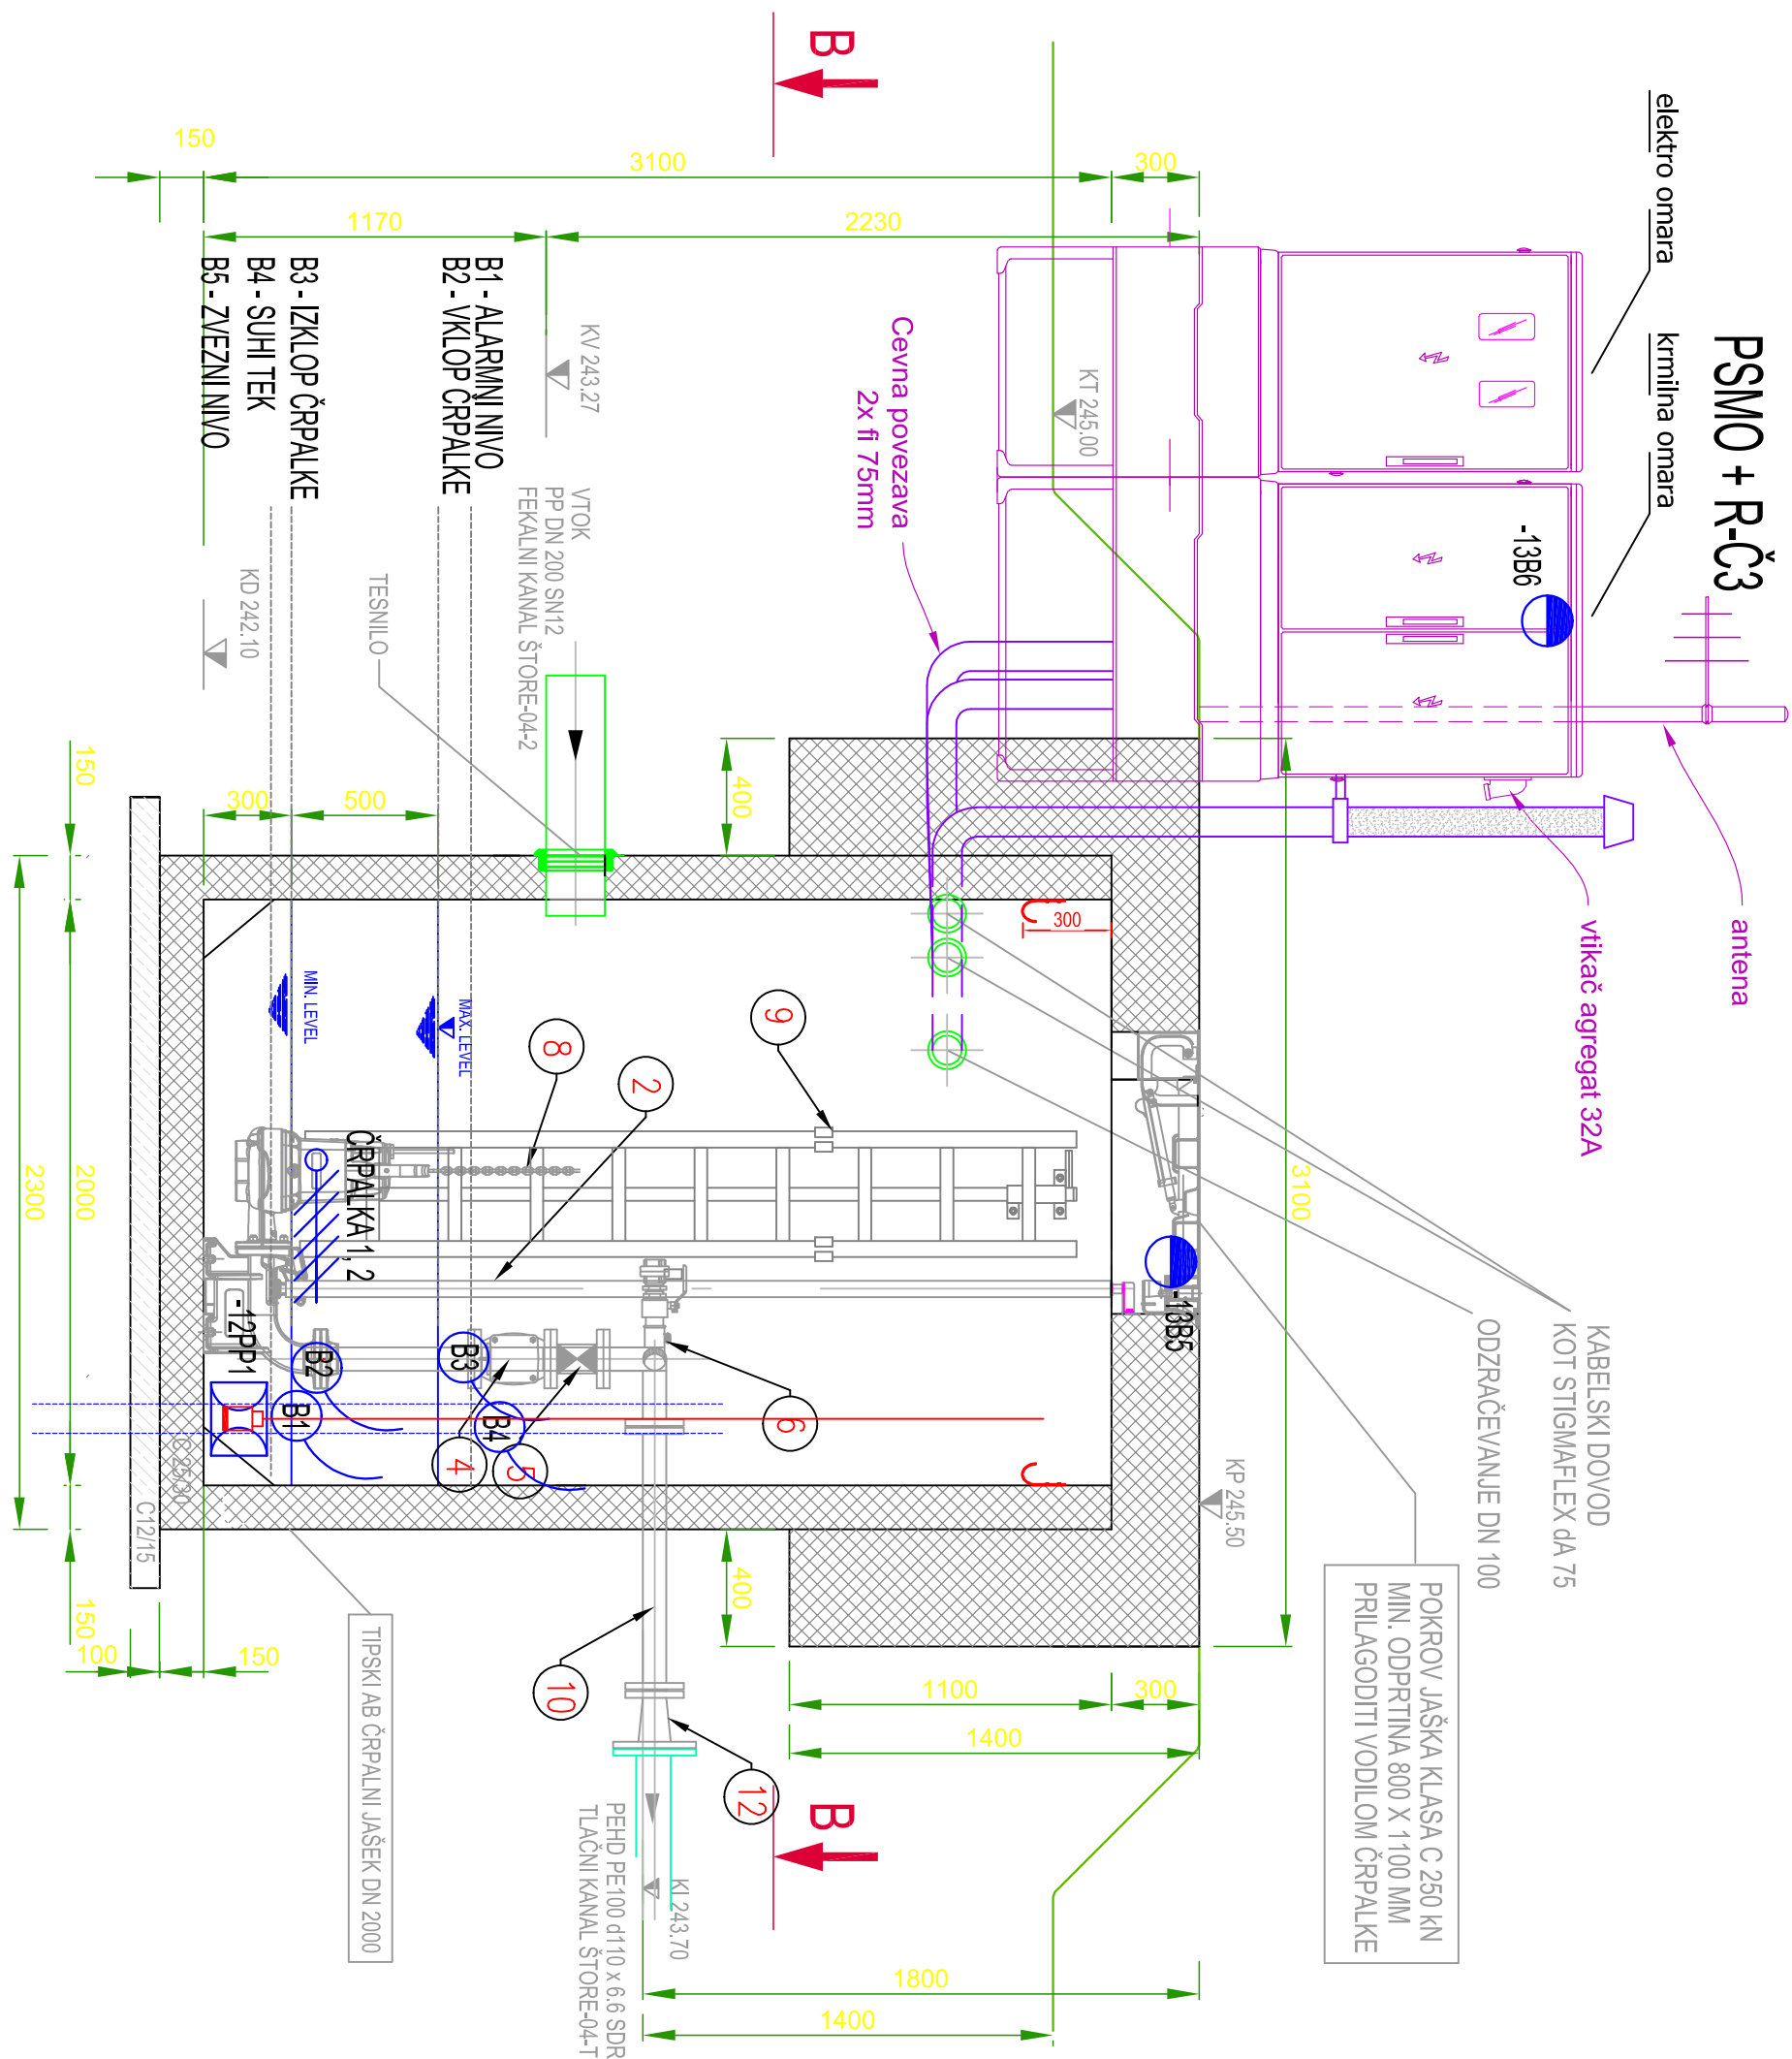 PSMO + R-Č3
elektro omara
krmilna omara
-13B6
antena
vtikač agregat 32A
Cevna povezava
2x fi 75mm
KT 245.00
KV 243.27
KD 242.10
KP 245.50
KI 243.70
B
B
150
3100
300
1170
2230
B1 - ALARMNI NIVO
B2 - VKLOP ČRPALKE
B3 - IZKLOP ČRPALKE
B4 - SUHI TEK
B5 - ZVEZNI NIVO
VTOK
PP DN 200 SN12
FEKALNI KANAL ŠTORE-04-2
TESNILO
400
300
500
150
2000
2300
150
3100
300
MIN. LEVEL
MAX. LEVEL
9
8
2
6
4
5
10
12
ČRPALKA 1, 2
-12PP1
B2
B1
B3
B4
-13B5
KABELSKI DOVOD
KOT STIGMAFLEX dA 75
ODZRAČEVANJE DN 100
POKROV JAŠKA KLASA C 250 kN
MIN. ODPRTINA 800 X 1100 MM
PRILAGODITI VODILOM ČRPALKE
C 25/30
C12/15
TIPSKI AB ČRPALNI JAŠEK DN 2000
400
100
150
1100
300
1400
1800
1400
PEHD PE100 d110 x 6.6 SDR
TLAČNI KANAL ŠTORE-04-T